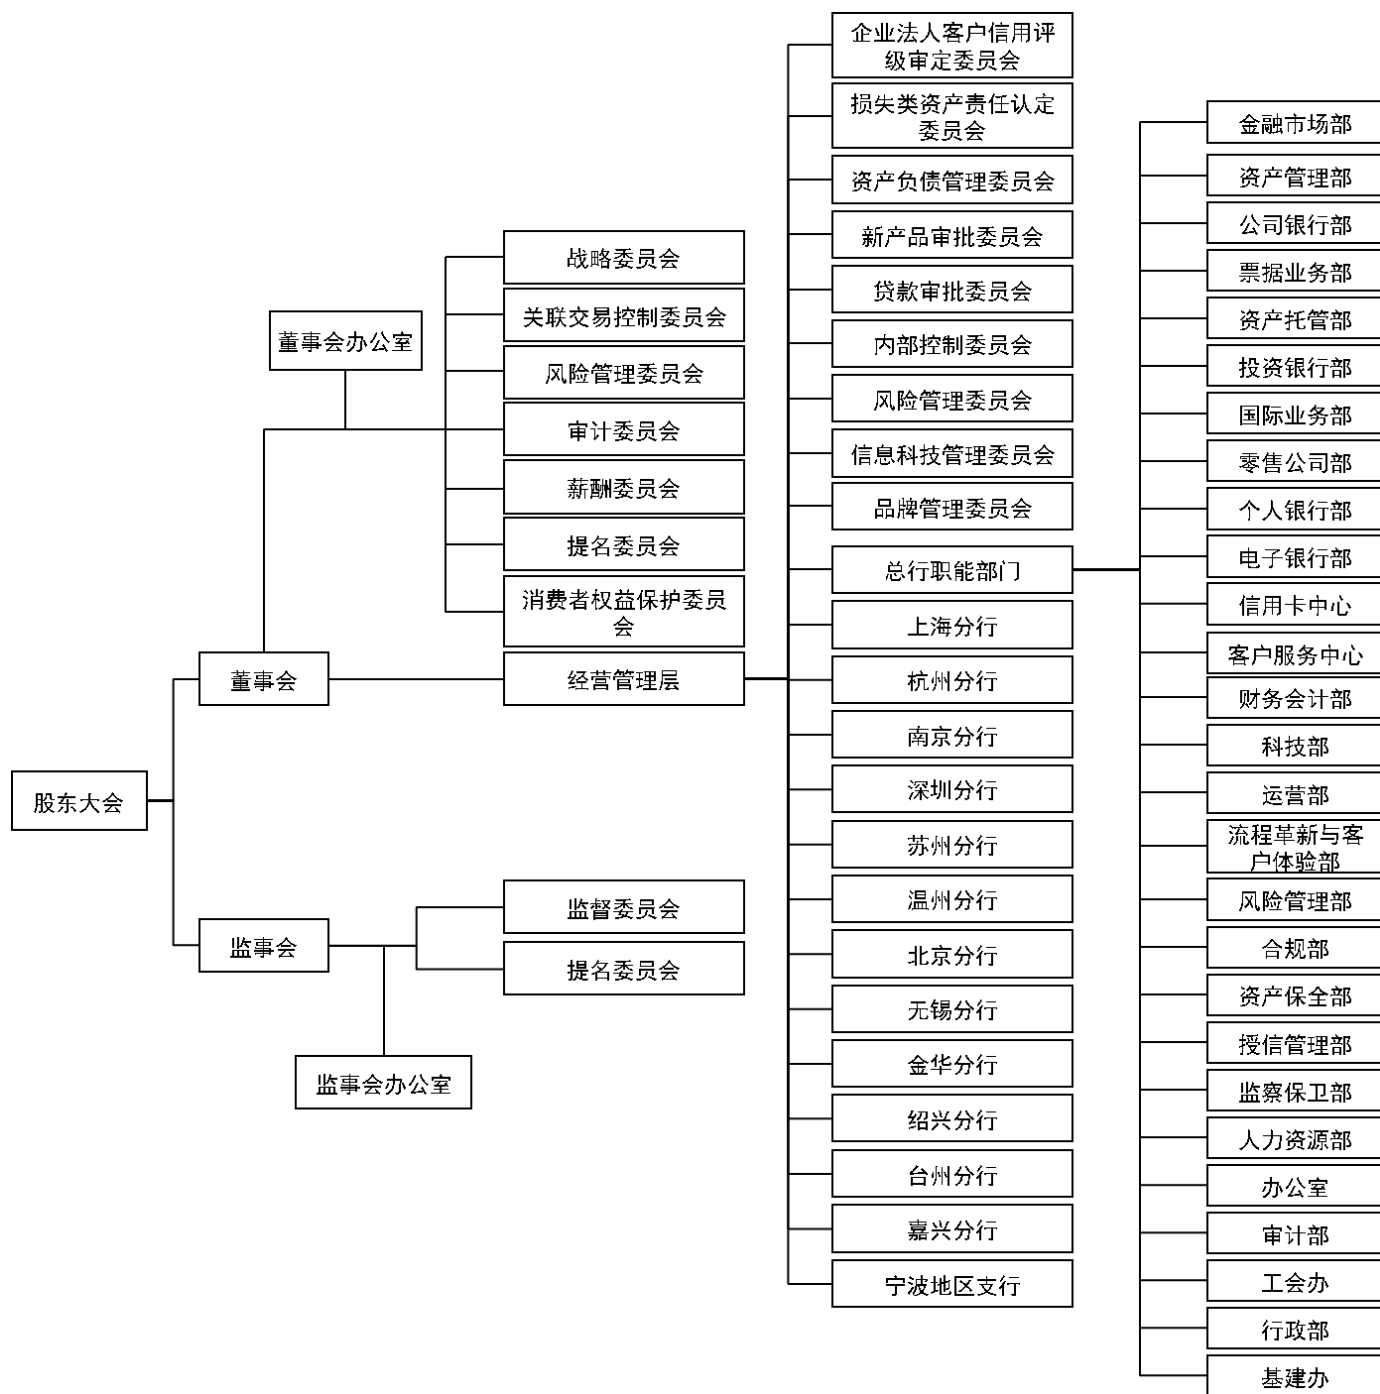 股东大会
董事会
监事会
董事会办公室
监事会办公室
战略委员会
关联交易控制委员会
风险管理委员会
审计委员会
薪酬委员会
提名委员会
消费者权益保护委员
会
经营管理层
监督委员会
提名委员会
企业法人客户信用评
级审定委员会
损失类资产责任认定
委员会
资产负债管理委员会
新产品审批委员会
贷款审批委员会
内部控制委员会
风险管理委员会
信息科技管理委员会
品牌管理委员会
总行职能部门
上海分行
杭州分行
南京分行
深圳分行
苏州分行
温州分行
北京分行
无锡分行
金华分行
绍兴分行
台州分行
嘉兴分行
宁波地区支行
金融市场部
资产管理部
公司银行部
票据业务部
资产托管部
投资银行部
国际业务部
零售公司部
个人银行部
电子银行部
信用卡中心
客户服务中心
财务会计部
科技部
运营部
流程革新与客
户体验部
风险管理部
合规部
资产保全部
授信管理部
监察保卫部
人力资源部
办公室
审计部
工会办
行政部
基建办